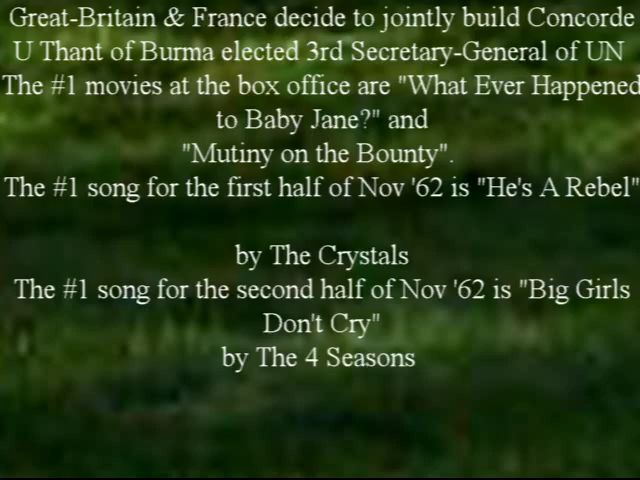 Great-Britain & France decide to jointly build Concorde
U Thant of Burma elected 3rd Secretary-General of UN
The #1 movies at the box office are "What Ever Happened
to Baby Jane?" and
"Mutiny on the Bounty".
The #1 song for the first half of Nov '62 is "He's A Rebel"
by The Crystals
The #1 song for the second half of Nov '62 is "Big Girls
Don't Cry"
by The 4 Seasons